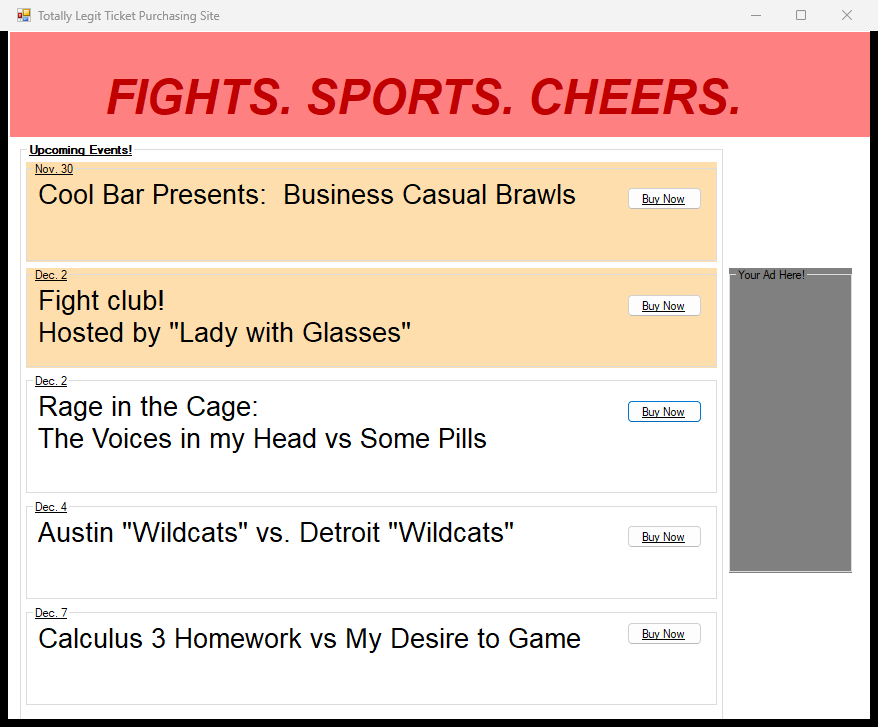 Totally Legit Ticket Purchasing Site
FIGHTS. SPORTS. CHEERS.
Upcoming Events!
Nov. 30
Cool Bar Presents:  Business Casual Brawls
Buy Now
Dec. 2
Fight club!
Hosted by "Lady with Glasses"
Buy Now
Your Ad Here!
Dec. 2
Rage in the Cage:
The Voices in my Head vs Some Pills
Buy Now
Dec. 4
Austin "Wildcats" vs. Detroit "Wildcats"
Buy Now
Dec. 7
Calculus 3 Homework vs My Desire to Game
Buy Now